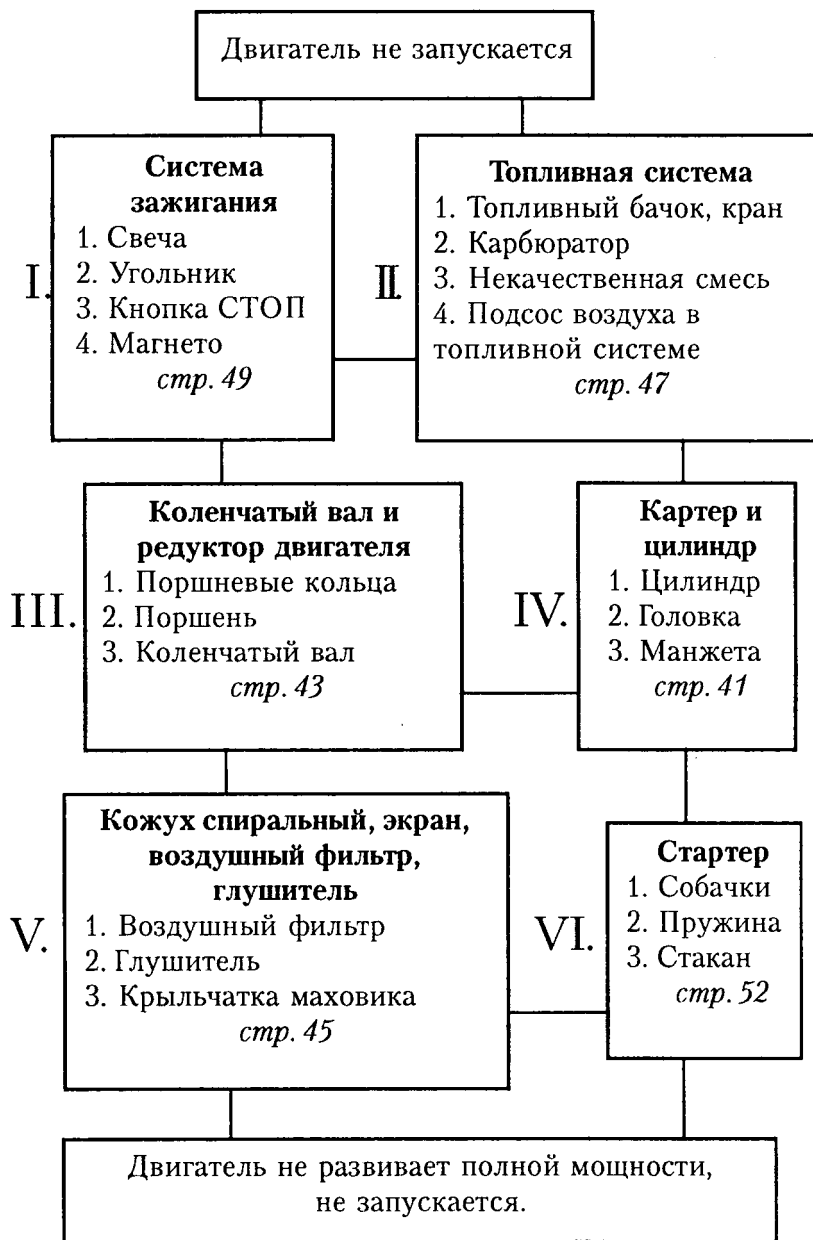 Двигатель не запускается
I.
Система
зажигания
1. Свеча
2. Угольник
3. Кнопка СТОП
4. Магнето
стр. 49
II.
Топливная система
1. Топливный бачок, кран
2. Карбюратор
3. Некачественная смесь
4. Подсос воздуха в
топливной системе
стр. 47
III.
Коленчатый вал и
редуктор двигателя
1. Поршневые кольца
2. Поршень
3. Коленчатый вал
стр. 43
IV.
Картер и
цилиндр
1. Цилиндр
2. Головка
3. Манжета
стр. 41
V.
Кожух спиральный, экран,
воздушный фильтр,
глушитель
1. Воздушный фильтр
2. Глушитель
3. Крыльчатка маховика
стр. 45
VI.
Стартер
1. Собачки
2. Пружина
3. Стакан
стр. 52
Двигатель не развивает полной мощности,
не запускается.